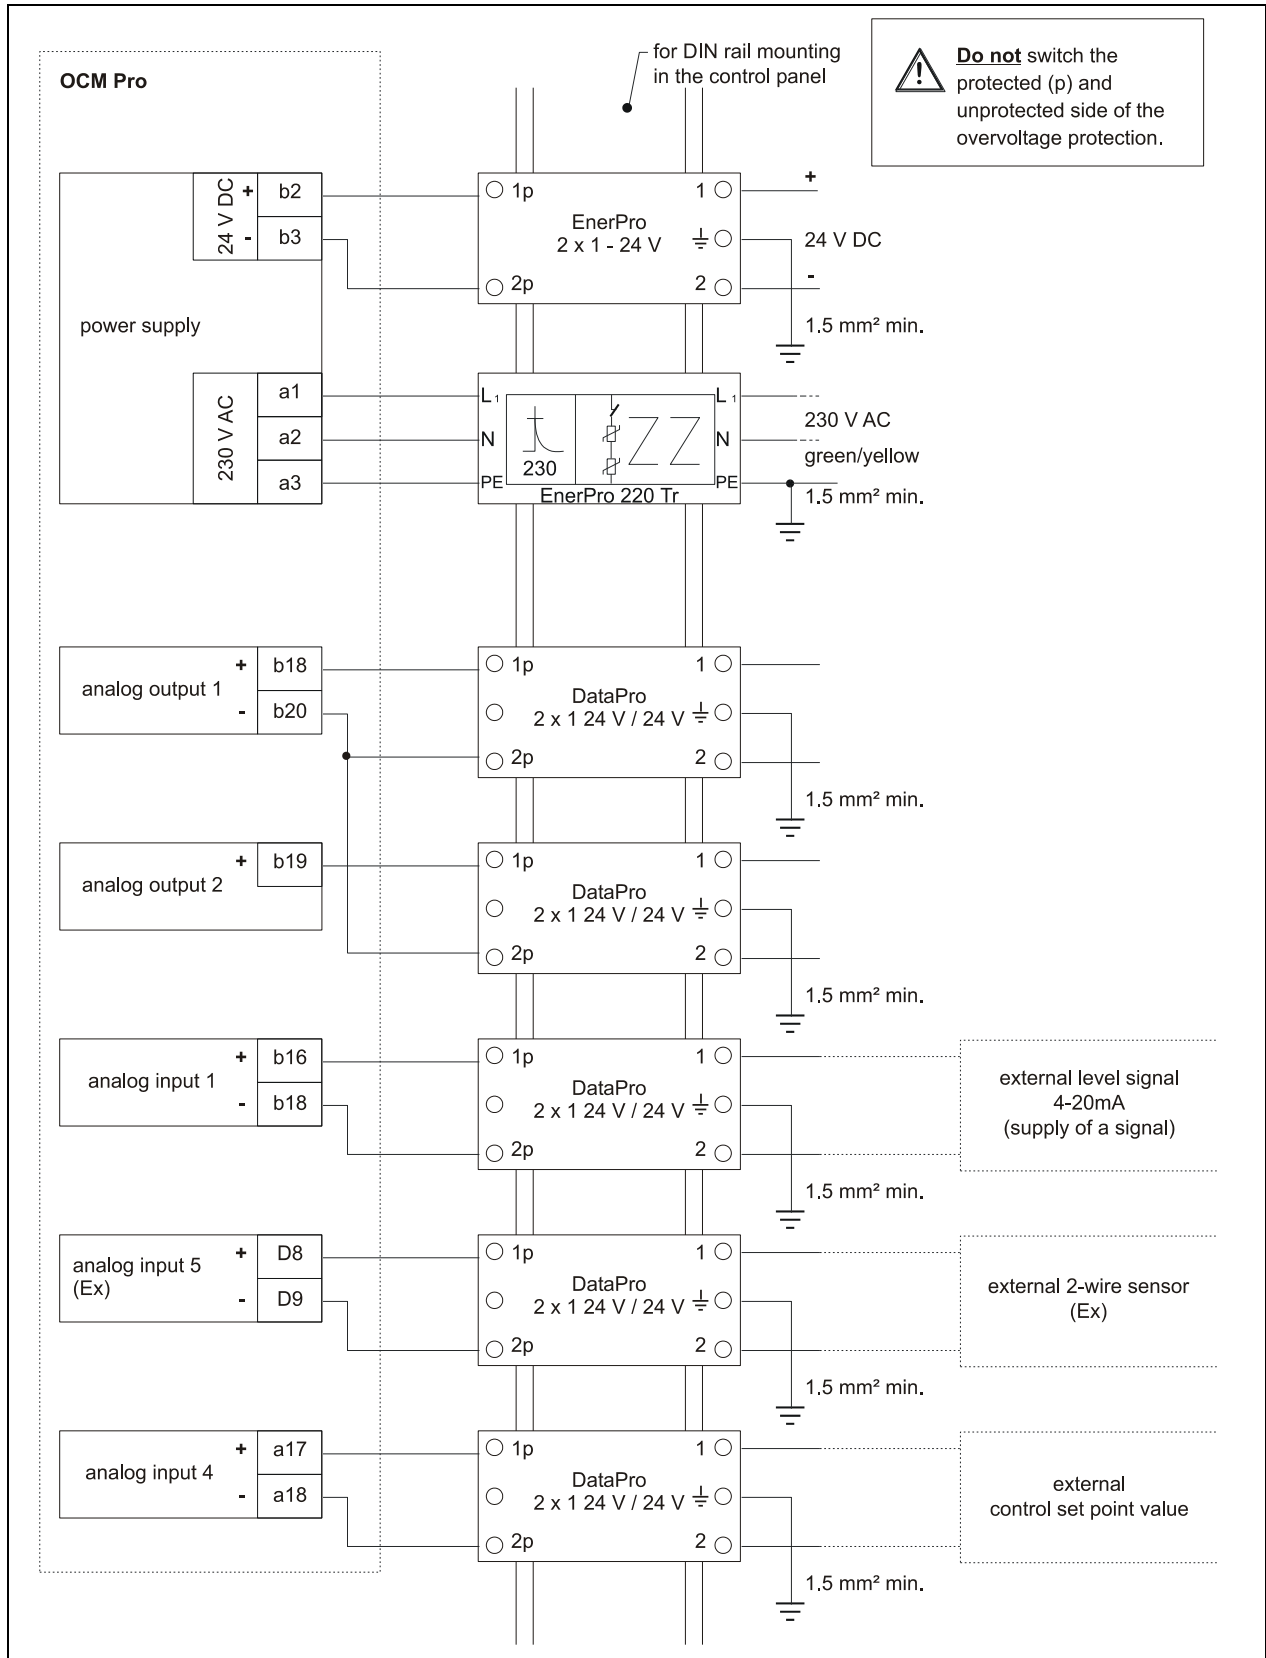 for DIN rail mounting
in the control panel
Do not switch the
protected (p) and
unprotected side of the
overvoltage protection.
OCM Pro
power supply
24 V DC
+ b2
- b3
1p 1
EnerPro
2 x 1 - 24 V
2p 2
+
24 V DC
-
1.5 mm² min.
230 V AC
a1
a2
a3
L 1
N
PE
230
EnerPro 220 Tr
L 1
N
PE
230 V AC
green/yellow
1.5 mm² min.
analog output 1
+ b18
- b20
1p 1
DataPro
2 x 1 24 V / 24 V
2p 2
1.5 mm² min.
analog output 2
+ b19
1p 1
DataPro
2 x 1 24 V / 24 V
2p 2
1.5 mm² min.
analog input 1
+ b16
- b18
1p 1
DataPro
2 x 1 24 V / 24 V
2p 2
1.5 mm² min.
external level signal
4-20mA
(supply of a signal)
analog input 5
(Ex)
+ D8
- D9
1p 1
DataPro
2 x 1 24 V / 24 V
2p 2
1.5 mm² min.
external 2-wire sensor
(Ex)
analog input 4
+ a17
- a18
1p 1
DataPro
2 x 1 24 V / 24 V
2p 2
1.5 mm² min.
external
control set point value